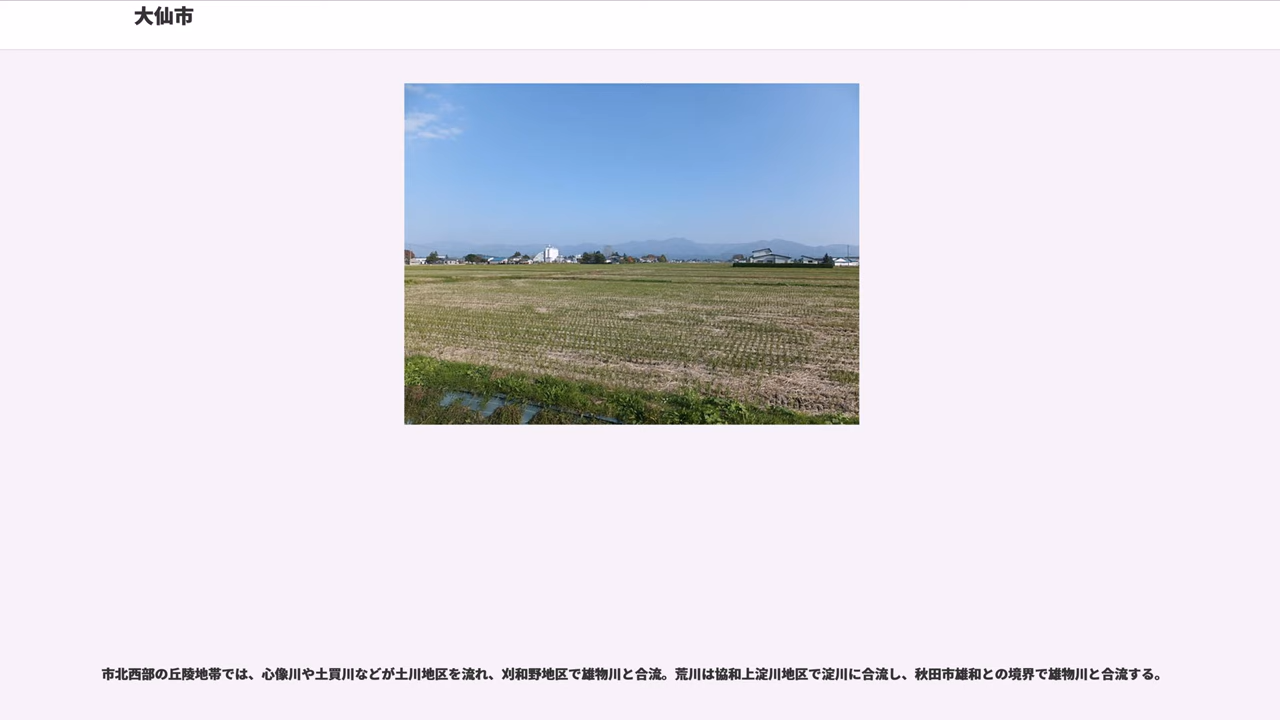 大仙市
市北西部の丘陵地帯では、心像川や土買川などが土川地区を流れ、刈和野地区で雄物川と合流。荒川は協和上淀川地区で淀川に合流し、秋田市雄和との境界で雄物川と合流する。